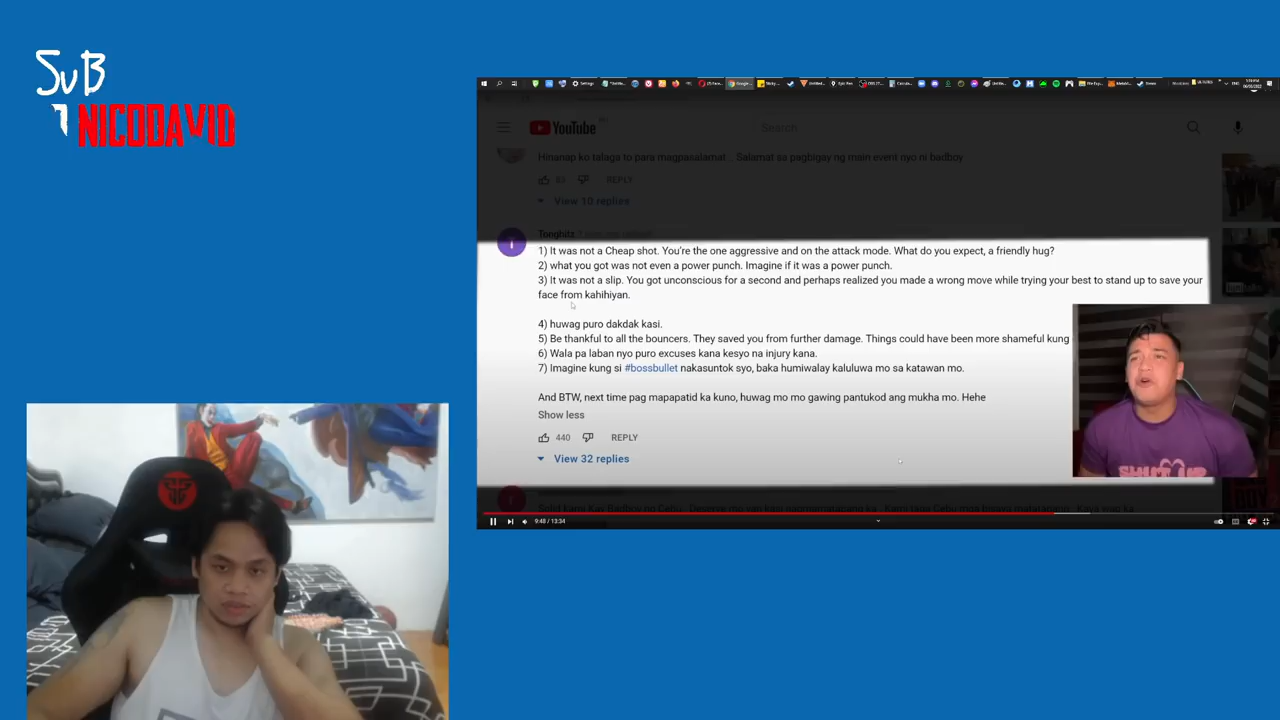 SUB
1 NICODAVID
YouTube
Search
Hinanap ko talaga to para magpasalamat... Salamat sa pagbigay ng main event nyo ni badboy
83
REPLY
View 10 replies
Tonghitz
1) It was not a Cheap shot. You're the one aggressive and on the attack mode. What do you expect, a friendly hug?
2) what you got was not even a power punch. Imagine if it was a power punch.
3) It was not a slip. You got unconscious for a second and perhaps realized you made a wrong move while trying your best to stand up to save your
face from kahihiyan.
4) huwag puro dakdak kasi.
5) Be thankful to all the bouncers. They saved you from further damage. Things could have been more shameful kung
6) Wala pa laban nyo puro excuses kana kesyo na injury kana.
7) Imagine kung si #bossbullet nakasuntok syo, baka humiwalay kaluluwa mo sa katawan mo.
And BTW, next time pag mapapatid ka kuno, huwag mo mo gawing pantukod ang mukha mo. Hehe
Show less
440
REPLY
View 32 replies
9:48 / 13:34